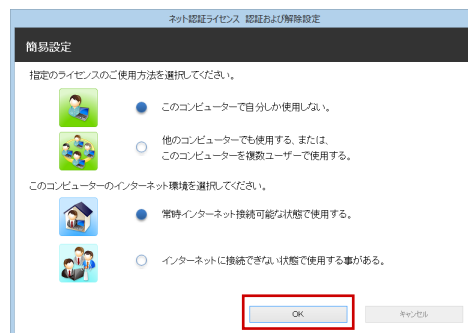 ネット認証ライセンス 認証および解除設定
簡易設定
指定のライセンスのご使用方法を選択してください。
このコンピューターで自分しか使用しない。
他のコンピューターでも使用する、または、
このコンピューターを複数ユーザーで使用する。
このコンピューターのインターネット環境を選択してください。
常時インターネット接続可能な状態で使用する。
インターネットに接続できない状態で使用する事がある。
OK
キャンセル